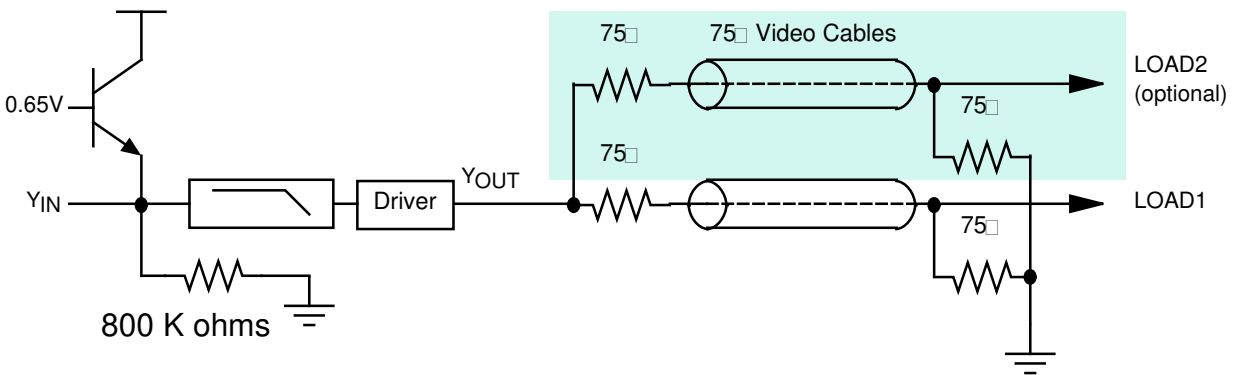 75□
75□ Video Cables
LOAD2
(optional)
0.65V
75□
75□
YIN
Driver
YOUT
LOAD1
75□
800 K ohms